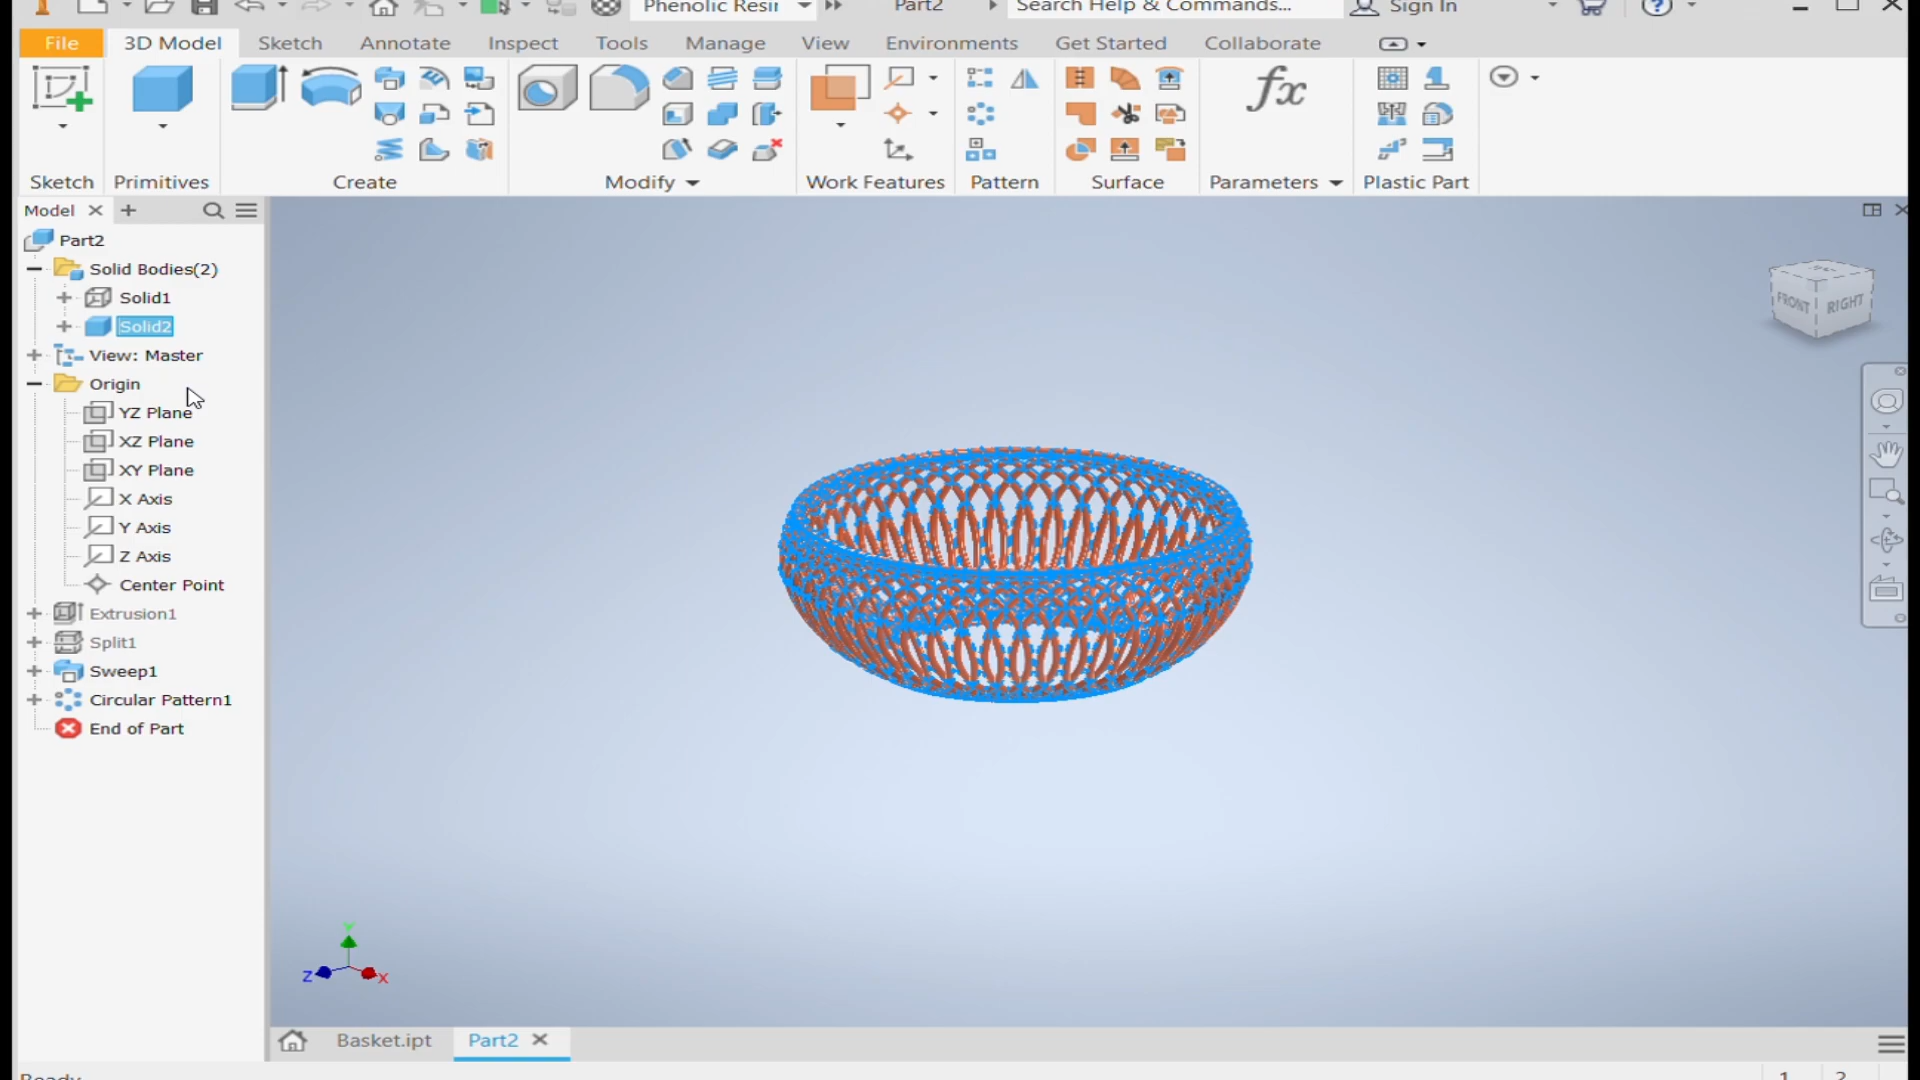 Phenolic Resin Part2 Search Help & Commands... Sign In
File 3D Model Sketch Annotate Inspect Tools Manage View Environments Get Started Collaborate
fx
Sketch Primitives Create Modify Work Features Pattern Surface Parameters Plastic Part
Model
Part2
Solid Bodies(2)
Solid1
Solid2
View: Master
Origin
YZ Plane
XZ Plane
XY Plane
X Axis
Y Axis
Z Axis
Center Point
Extrusion1
Split1
Sweep1
Circular Pattern1
End of Part
FRONT RIGHT
Y
Z X
Basket.ipt Part2
Ready 1 2